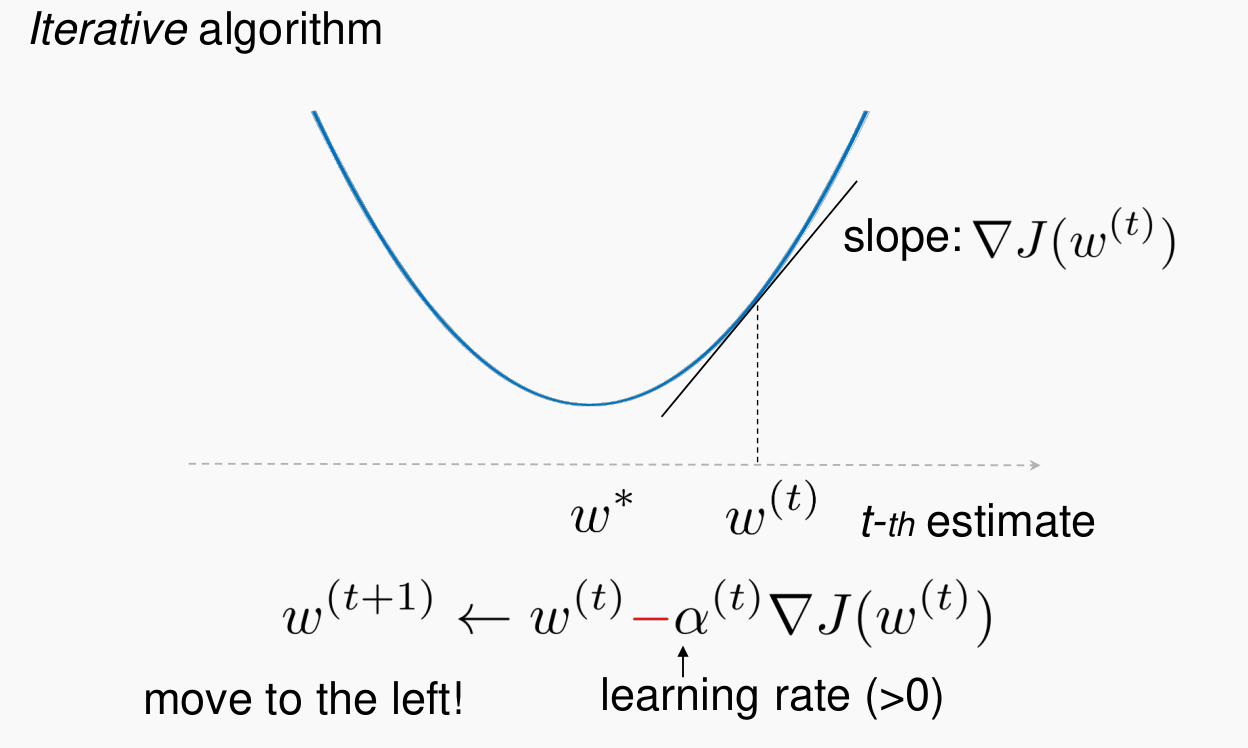 Iterative algorithm
slope: ∇J(w^(t))
w^* w^(t) t-th estimate
w^(t+1) ← w^(t) − α^(t)∇J(w^(t))
move to the left! learning rate (>0)